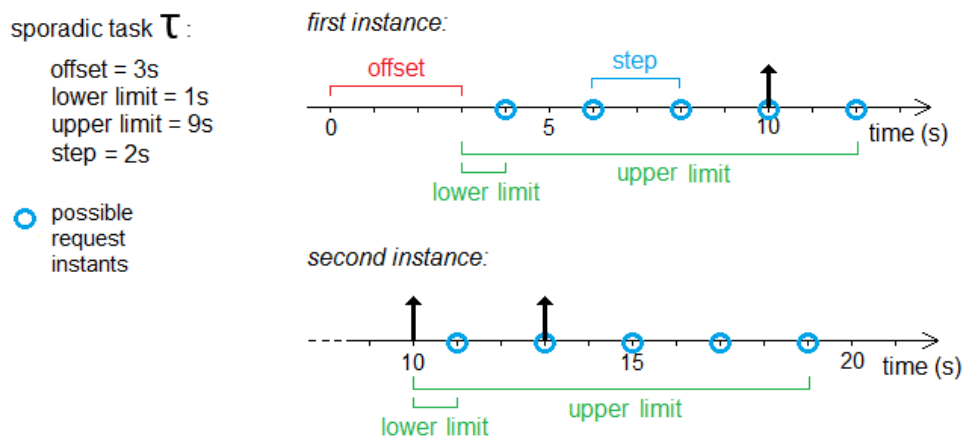 sporadic task τ :
offset = 3s
lower limit = 1s
upper limit = 9s
step = 2s
possible
request
instants
first instance:
offset
step
0
5
10
time (s)
lower limit
upper limit
second instance:
10
15
20
time (s)
lower limit
upper limit